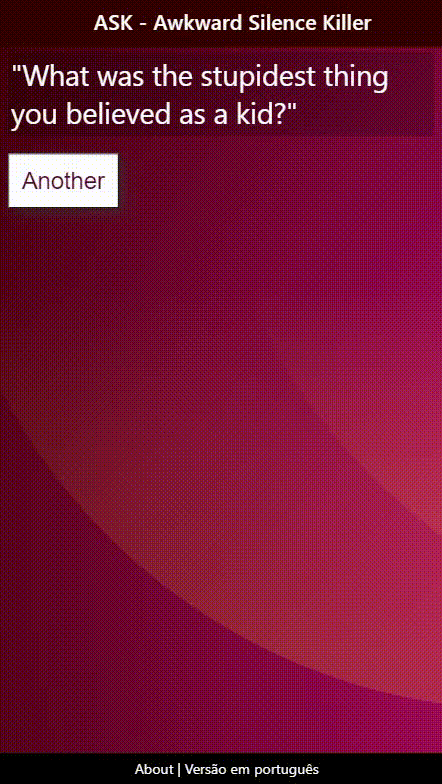 ASK - Awkward Silence Killer
"What was the stupidest thing
you believed as a kid?"
Another
About | Versão em português